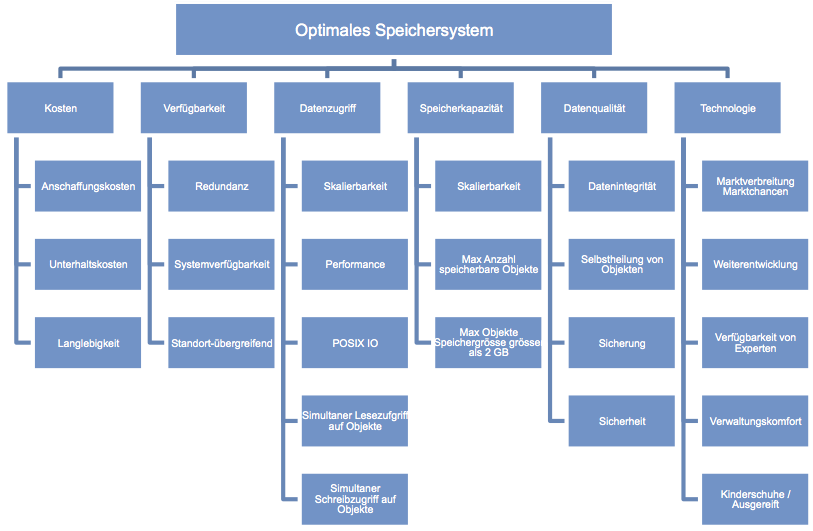 Optimales Speichersystem
Kosten
Verfügbarkeit
Datenzugriff
Speicherkapazität
Datenqualität
Technologie
Anschaffungskosten
Unterhaltskosten
Langlebigkeit
Redundanz
Systemverfügbarkeit
Standort-übergreifend
Skalierbarkeit
Performance
POSIX IO
Simultaner Lesezufgriff
auf Objekte
Simultaner
Schreibzugriff auf
Objekte
Skalierbarkeit
Max Anzahl
speicherbare Objekte
Max Objekte
Speichergrösse grösser
als 2 GB
Datenintegrität
Selbstheilung von
Objekten
Sicherung
Sicherheit
Marktverbreitung
Marktchancen
Weiterentwicklung
Verfügbarkeit von
Experten
Verwaltungskomfort
Kinderschuhe /
Ausgereift